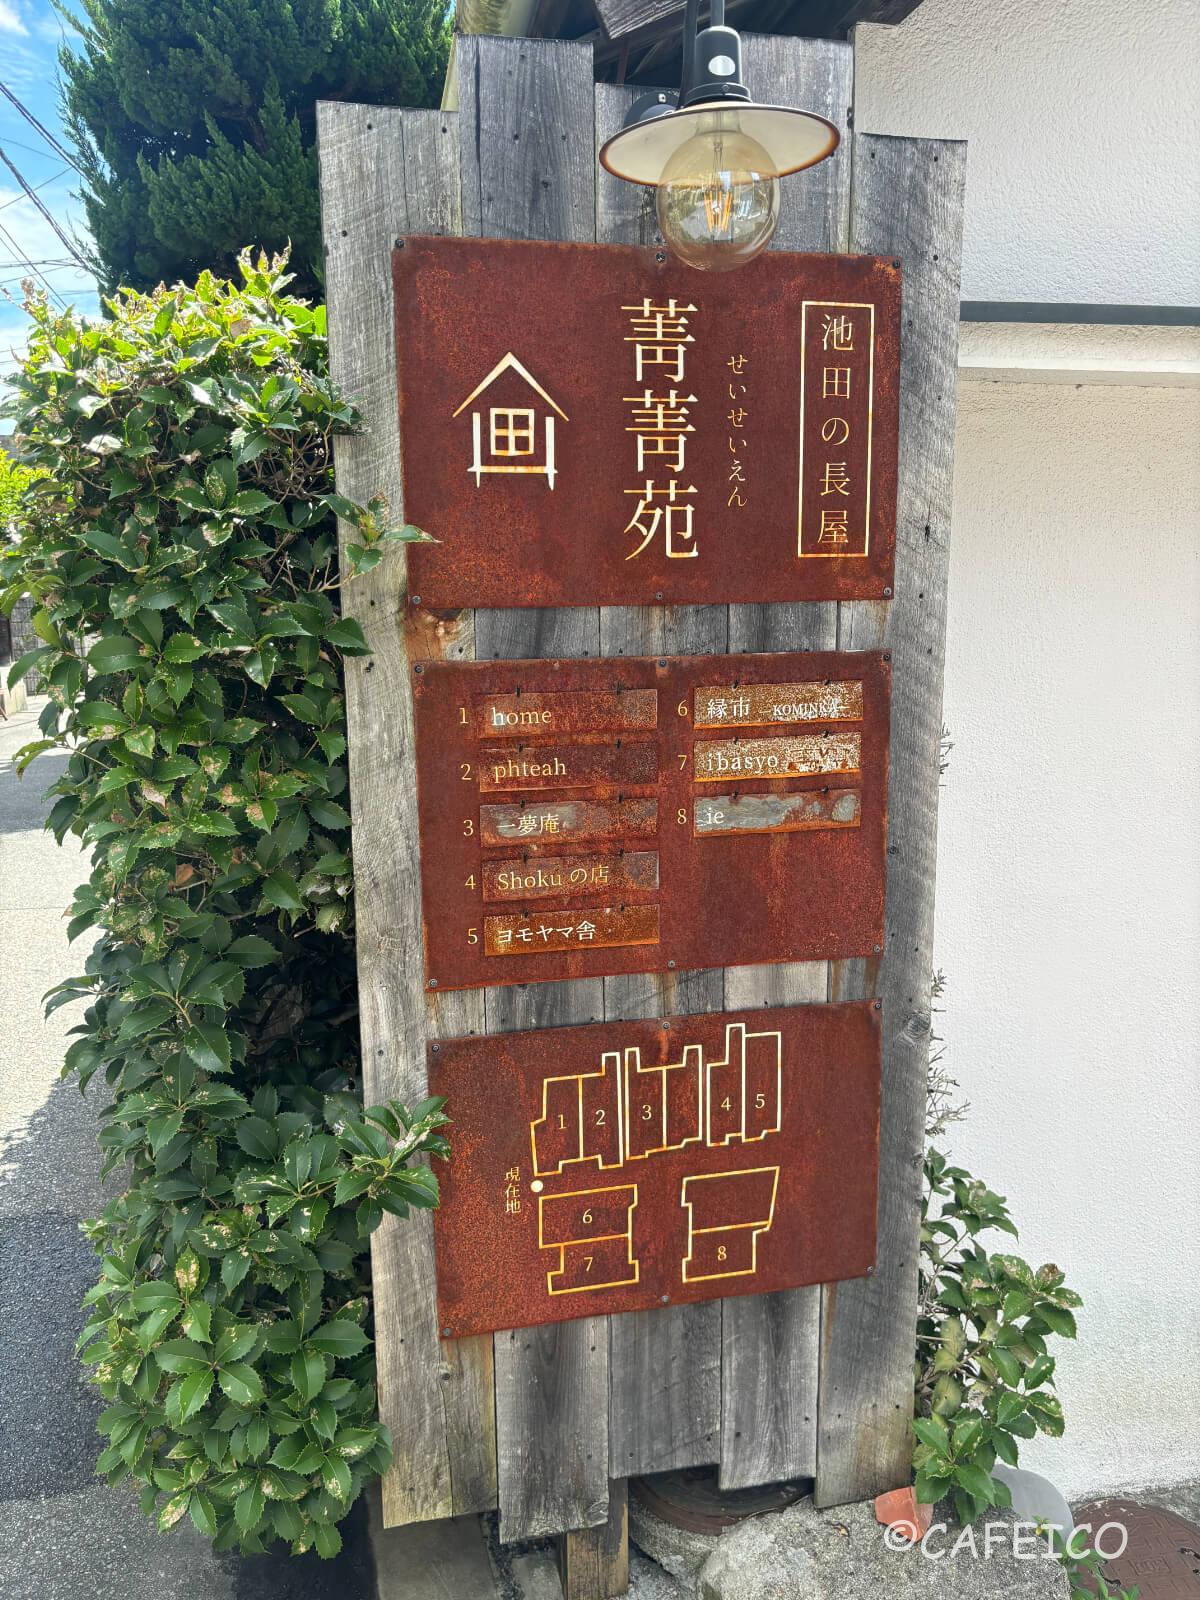 池田の長屋
せいせいえん
菁菁苑
1 home
2 phteah
3 一夢庵
4 Shokuの店
5 ヨモヤマ舎
6 縁市 -KOMINKA-
7 ibasyo
8 ie
1 2 3 4 5
現在地
6
7
8
©CAFEICO